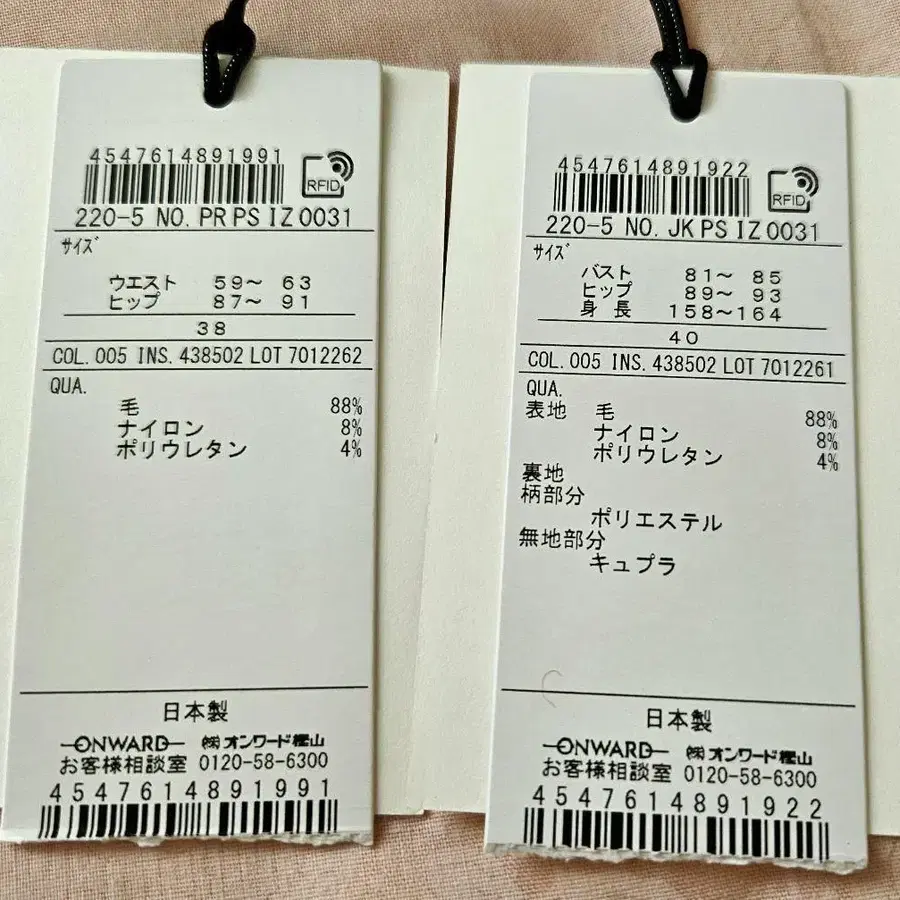 4547614891991
RFID
220-5 NO. PR PS IZ 0031
サイズ
ウエスト 59~ 63
ヒップ 87~ 91
38
COL. 005 INS. 438502 LOT 7012262
QUA.
毛 88%
ナイロン 8%
ポリウレタン 4%
日本製
ONWARD ㈱オンワード樫山
お客様相談室 0120-58-6300
4547614891991
4547614891922
RFID
220-5 NO. JK PS IZ 0031
サイズ
バスト 81~ 85
ヒップ 89~ 93
身長 158~164
40
COL. 005 INS. 438502 LOT 7012261
QUA.
表地 毛 88%
ナイロン 8%
ポリウレタン 4%
裏地
柄部分
ポリエステル
無地部分
キュプラ
日本製
ONWARD ㈱オンワード樫山
お客様相談室 0120-58-6300
4547614891922